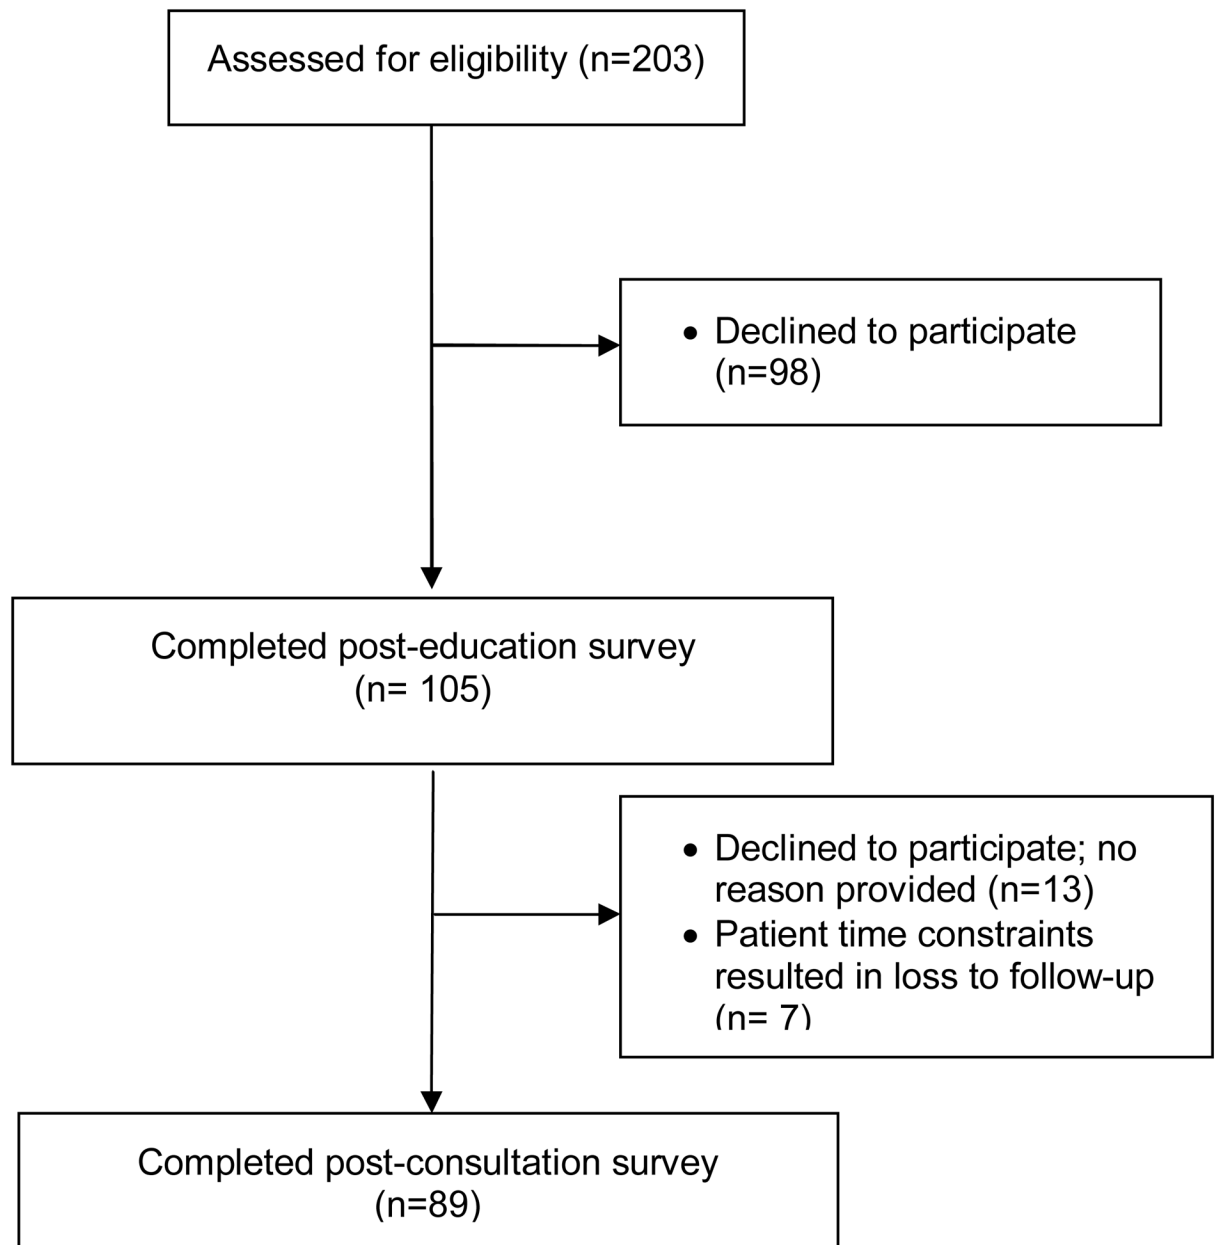 Assessed for eligibility (n=203)
• Declined to participate
(n=98)
Completed post-education survey
(n= 105)
• Declined to participate; no
reason provided (n=13)
• Patient time constraints
resulted in loss to follow-up
(n= 7)
Completed post-consultation survey
(n=89)